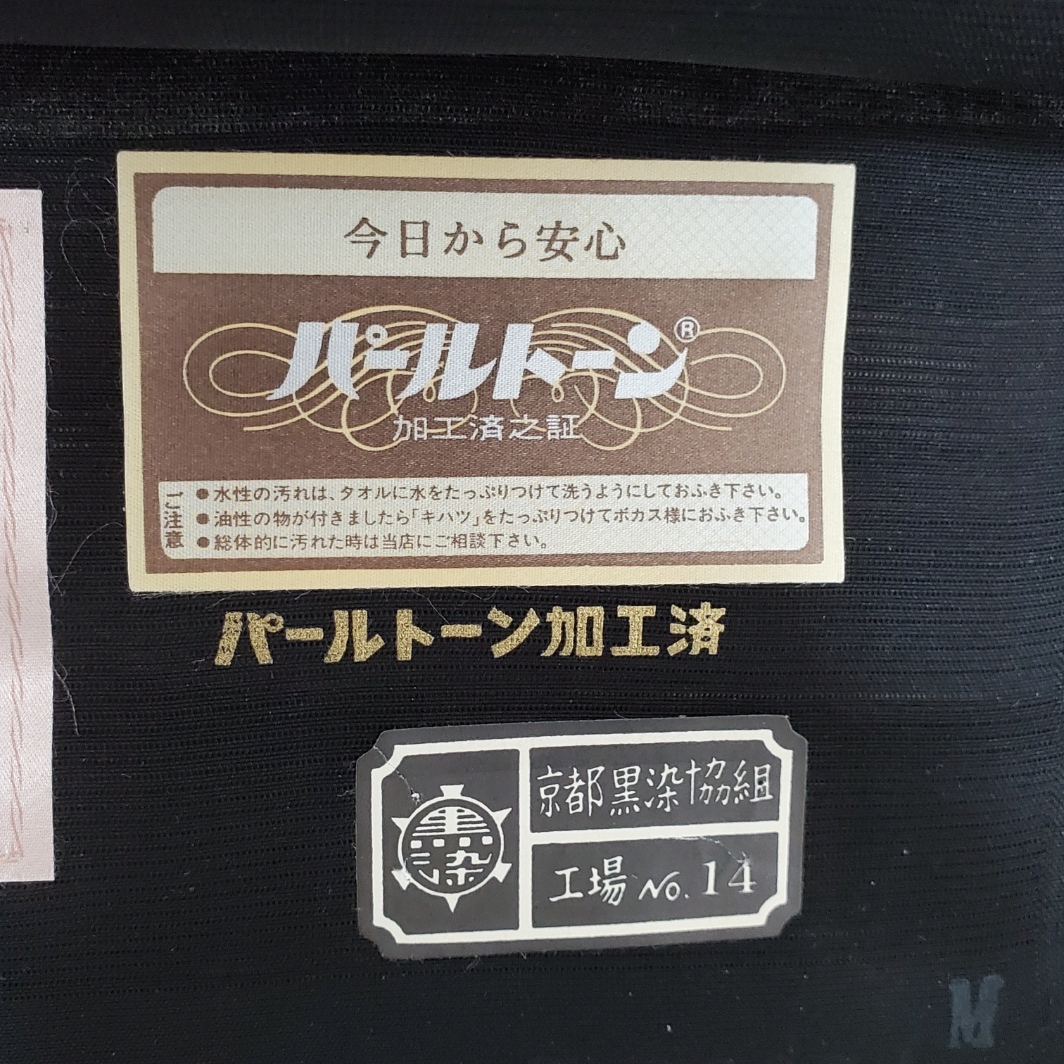 今日から安心
パールトーン®
加工済之証
ご注意
●水性の汚れは、タオルに水をたっぷりつけて洗うようにしておふき下さい。
●油性の物が付きましたら「キハツ」をたっぷりつけてボカス様におふき下さい。
●総体的に汚れた時は当店にご相談下さい。
パールトーン加工済
黒染
京都黒染協組
工場 No. 14